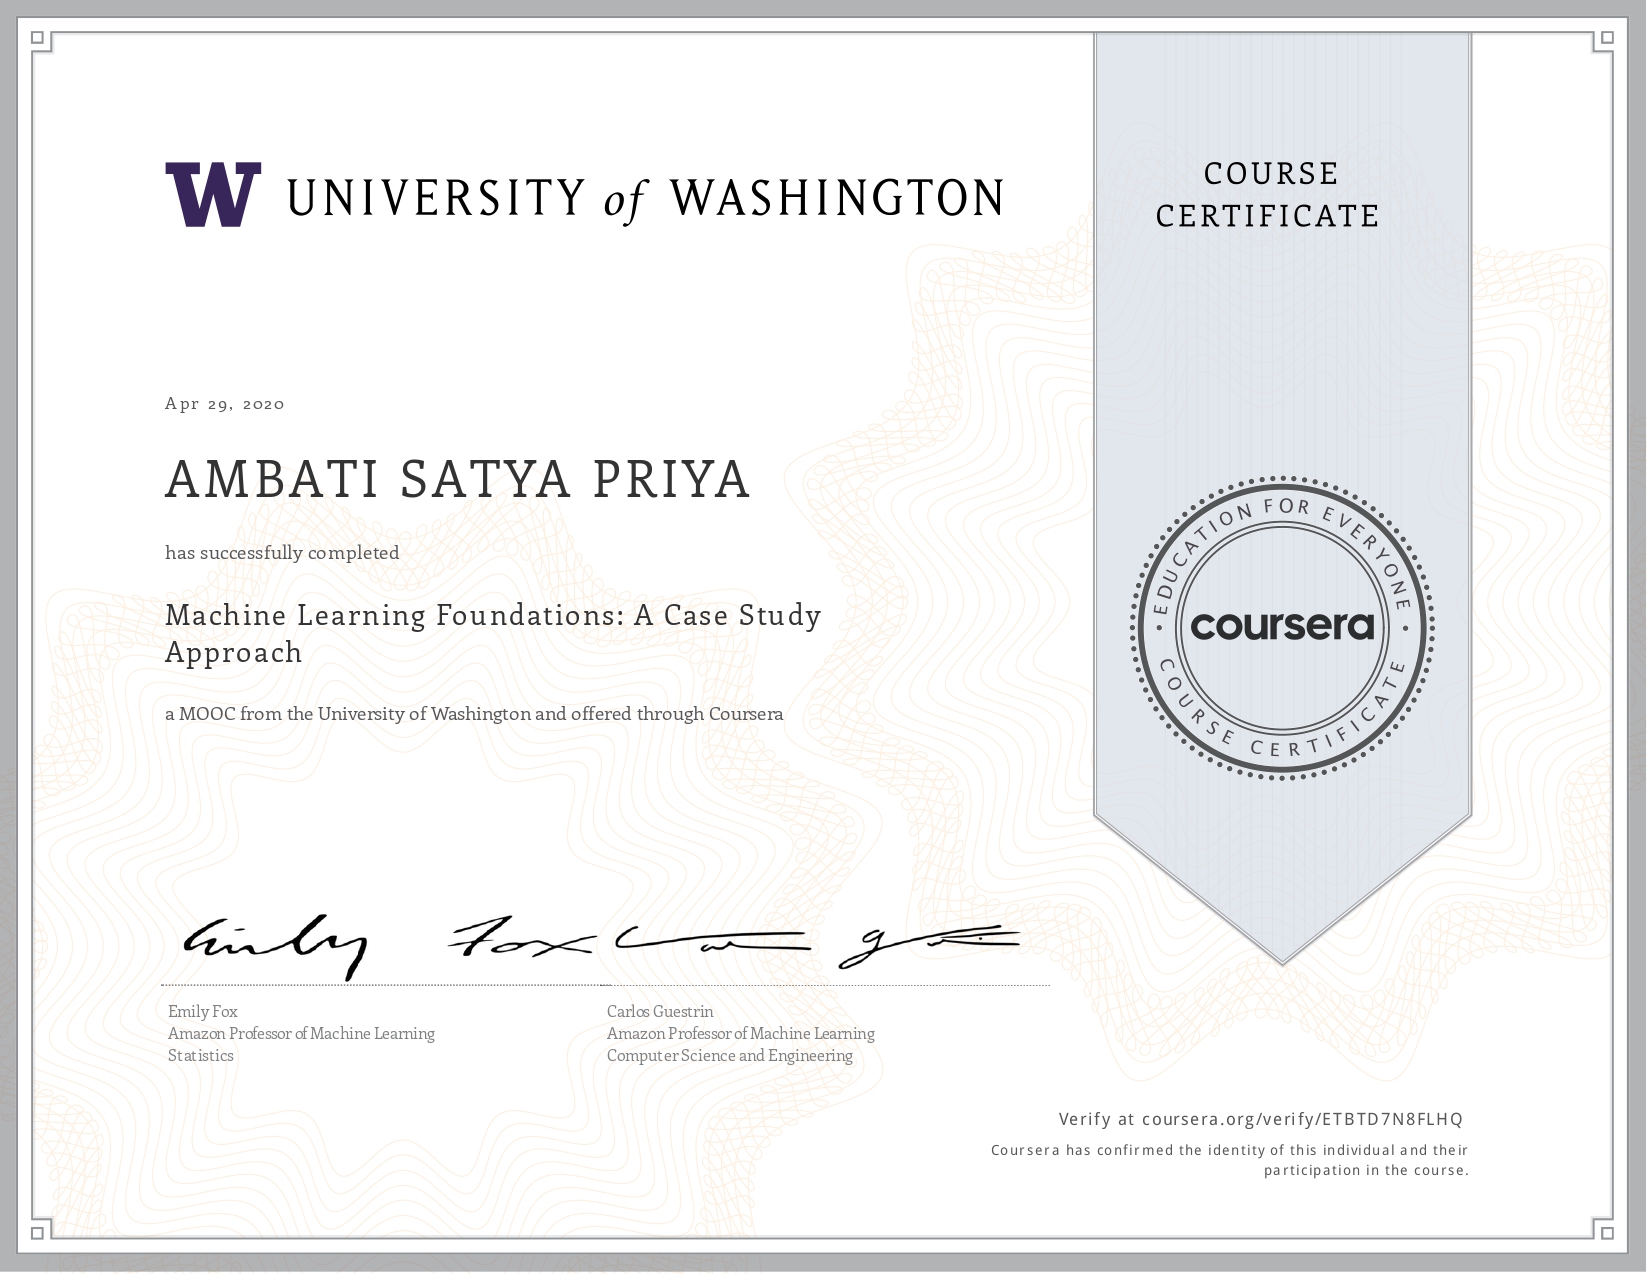 W UNIVERSITY of WASHINGTON
COURSE
CERTIFICATE
Apr 29, 2020
AMBATI SATYA PRIYA
has successfully completed
Machine Learning Foundations: A Case Study
Approach
a MOOC from the University of Washington and offered through Coursera
EDUCATION FOR EVERYONE
coursera
COURSE CERTIFICATE
Emily Fox
Carlos Guestrin
Emily Fox
Amazon Professor of Machine Learning
Statistics
Carlos Guestrin
Amazon Professor of Machine Learning
Computer Science and Engineering
Verify at coursera.org/verify/ETBTD7N8FLHQ
Coursera has confirmed the identity of this individual and their
participation in the course.